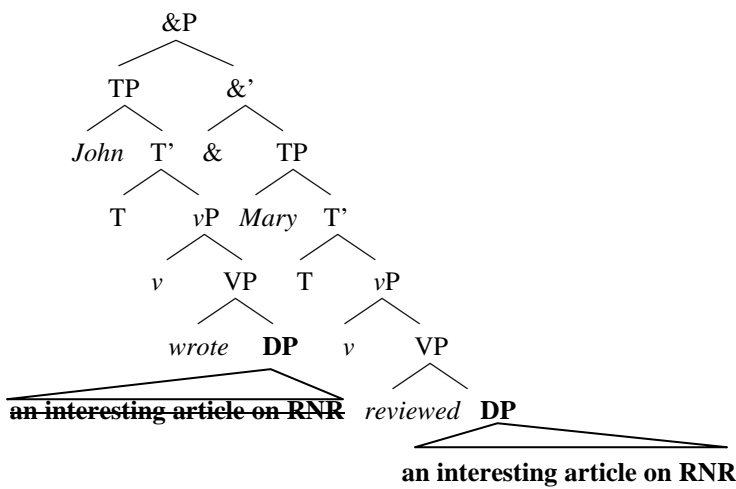 &P
TP &’
John T’ & TP
T vP Mary T’
v VP T vP
wrote DP v VP
an interesting article on RNR reviewed DP
an interesting article on RNR